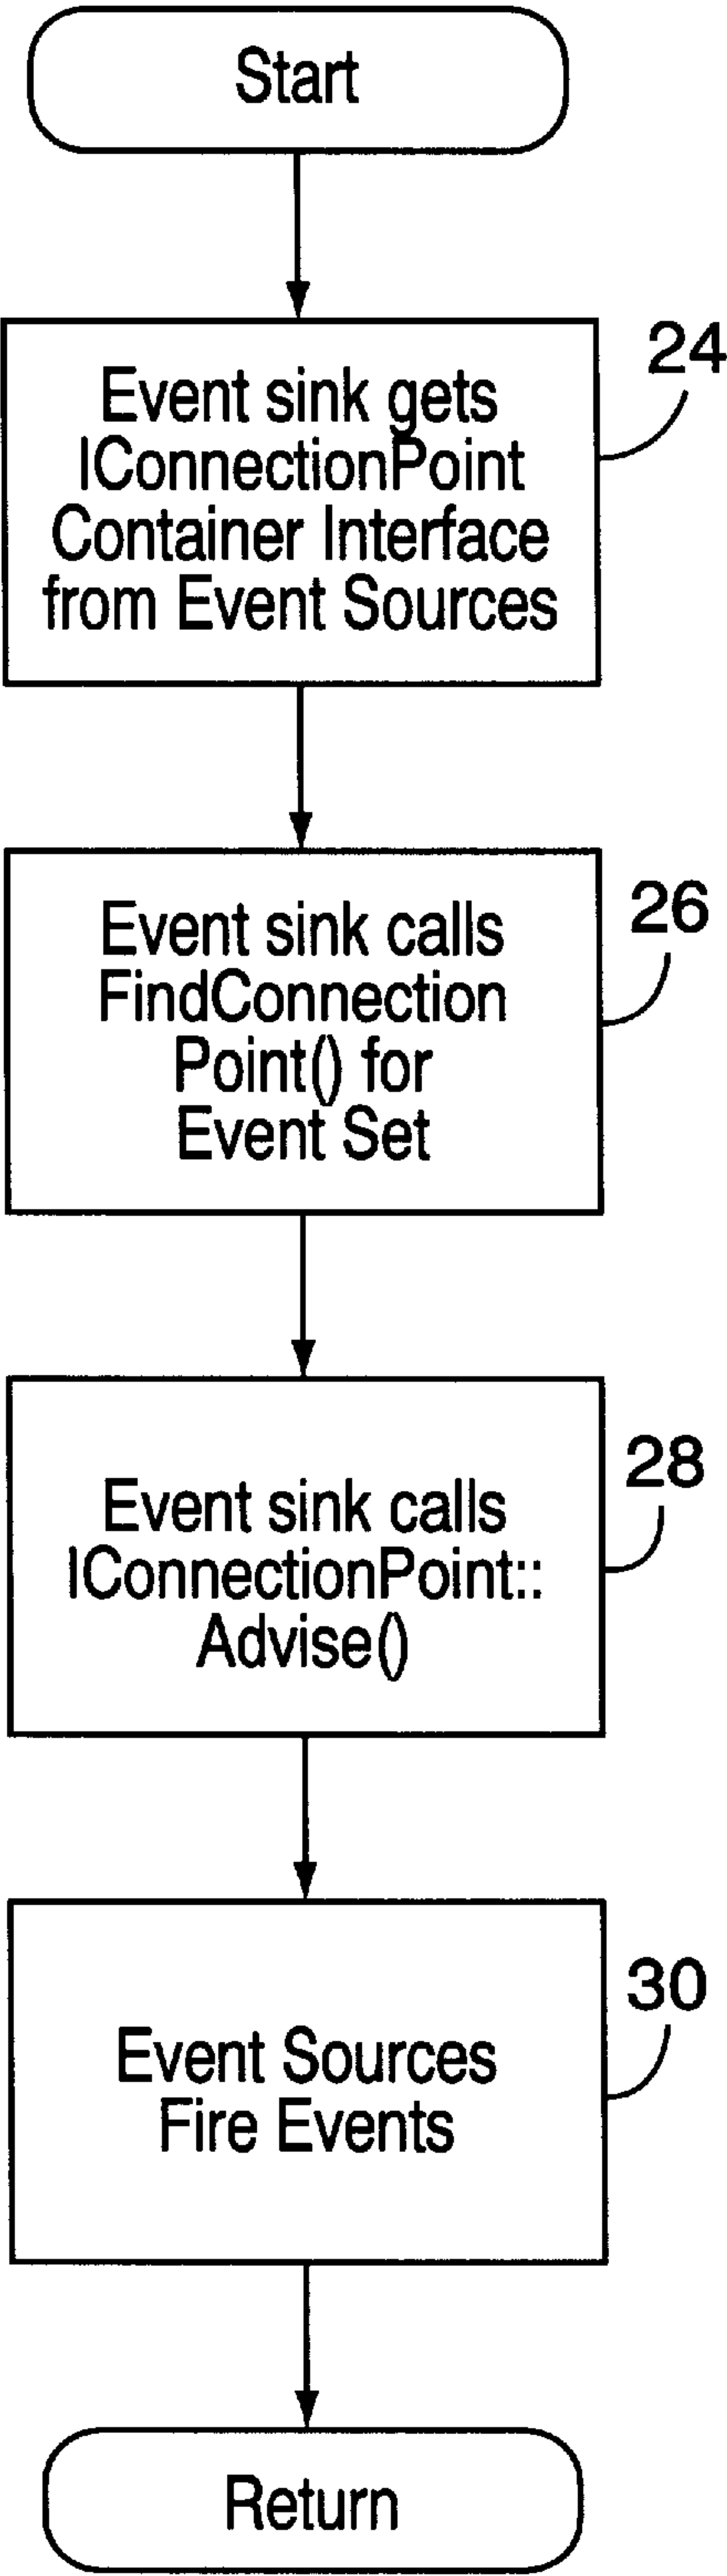 Start
24
Event sink gets
IConnectionPoint
Container Interface
from Event Sources
26
Event sink calls
FindConnection
Point() for
Event Set
28
Event sink calls
IConnectionPoint::
Advise()
30
Event Sources
Fire Events
Return